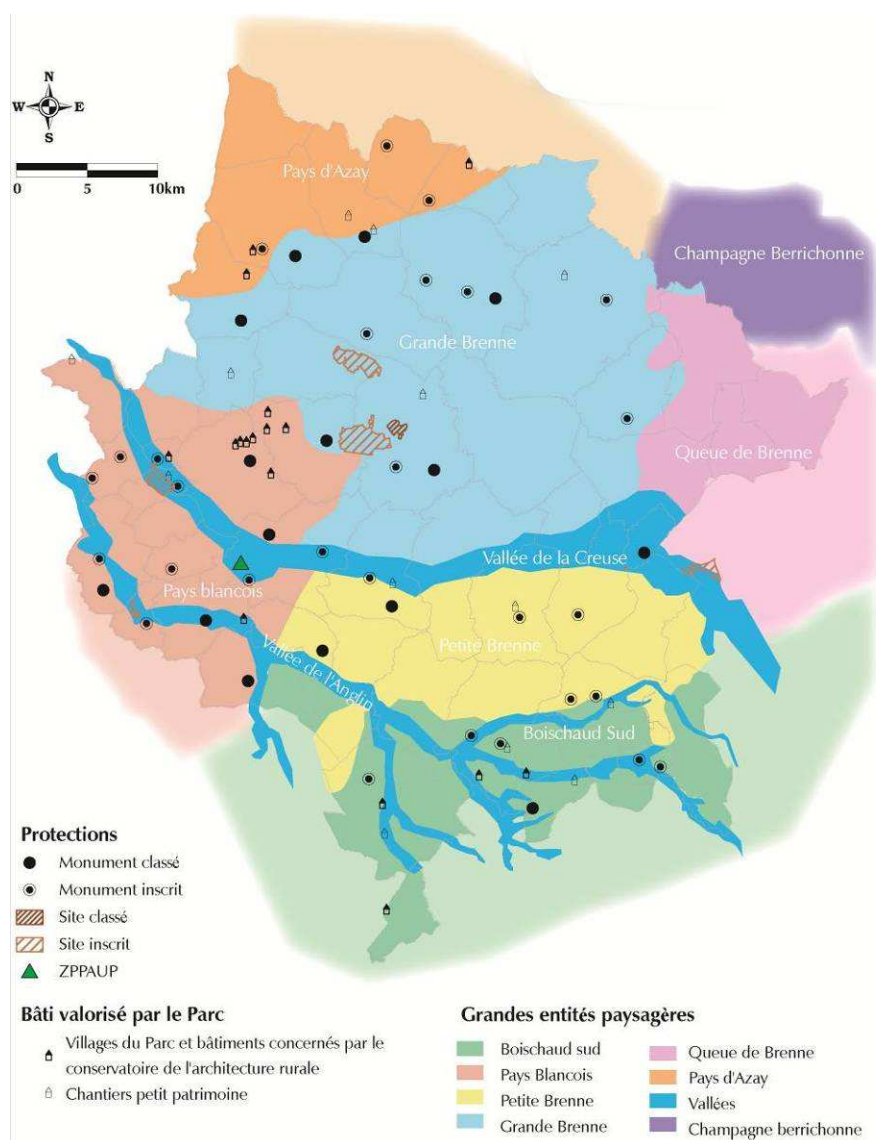 N
W E
S
0 5 10km
Pays d'Azay
Champagne Berrichonne
Grande Brenne
Queue de Brenne
Vallée de la Creuse
Pays blancois
Petite Brenne
Vallée de l'Anglin
Boischaud Sud
Protections
Monument classé
Monument inscrit
Site classé
Site inscrit
ZPPAUP
Bâti valorisé par le Parc
Villages du Parc et bâtiments concernés par le
conservatoire de l'architecture rurale
Chantiers petit patrimoine
Grandes entités paysagères
Boischaud sud
Pays Blancois
Petite Brenne
Grande Brenne
Queue de Brenne
Pays d'Azay
Vallées
Champagne berrichonne